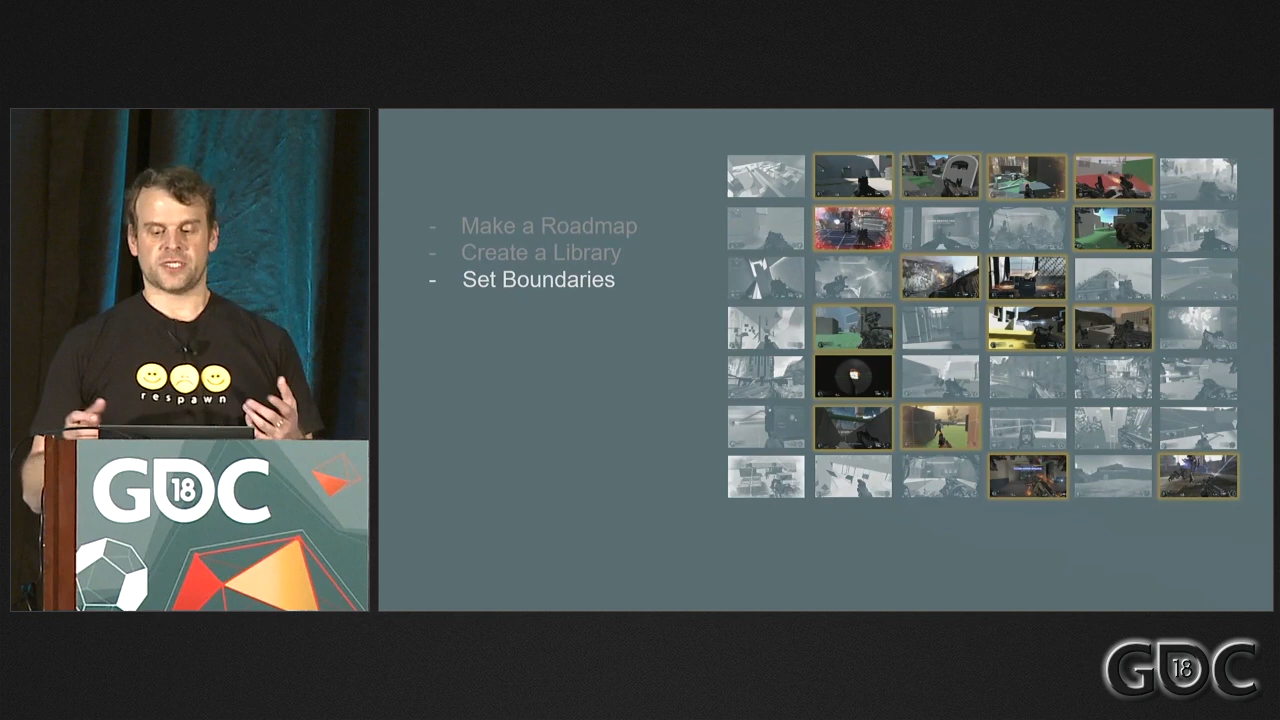 - Make a Roadmap
- Create a Library
- Set Boundaries
respawn
GDC
18
GDC
18